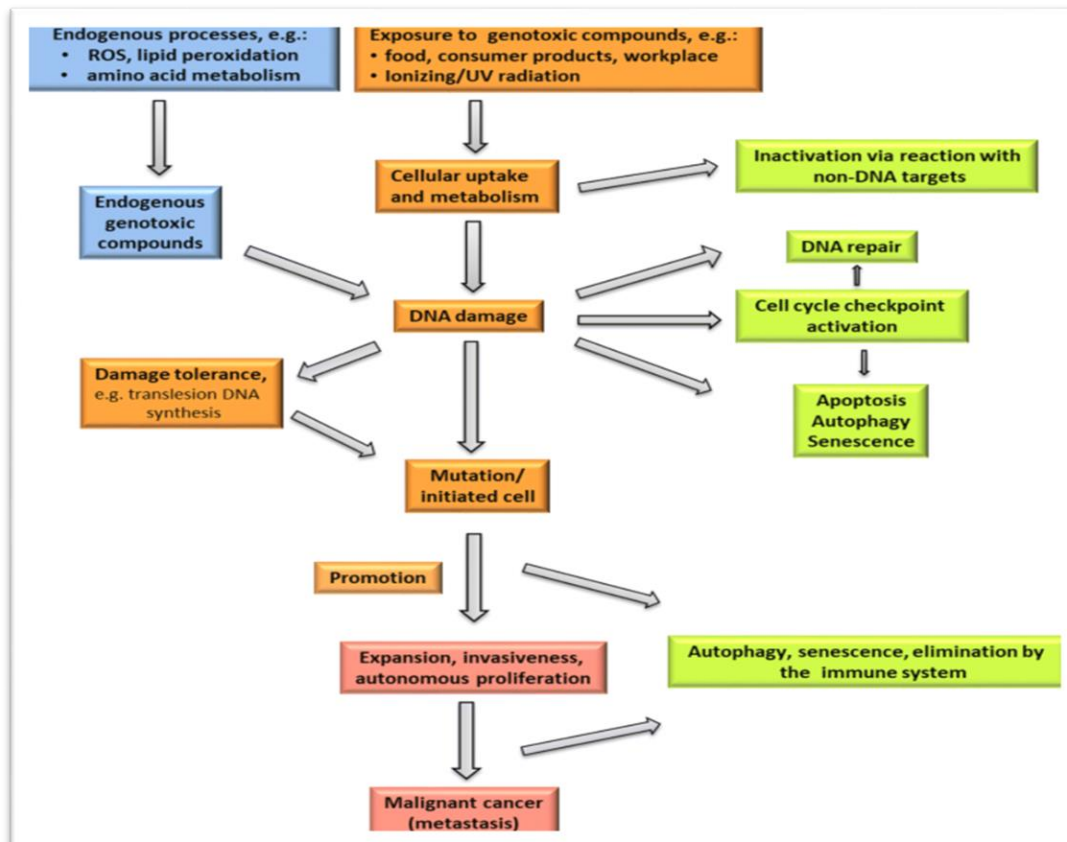 Endogenous processes, e.g.:
• ROS, lipid peroxidation
• amino acid metabolism
Exposure to genotoxic compounds, e.g.:
• food, consumer products, workplace
• Ionizing/UV radiation
Cellular uptake
and metabolism
Inactivation via reaction with
non-DNA targets
Endogenous
genotoxic
compounds
DNA repair
DNA damage
Cell cycle checkpoint
activation
Damage tolerance,
e.g. translesion DNA
synthesis
Apoptosis
Autophagy
Senescence
Mutation/
initiated cell
Promotion
Expansion, invasiveness,
autonomous proliferation
Autophagy, senescence, elimination by
the immune system
Malignant cancer
(metastasis)